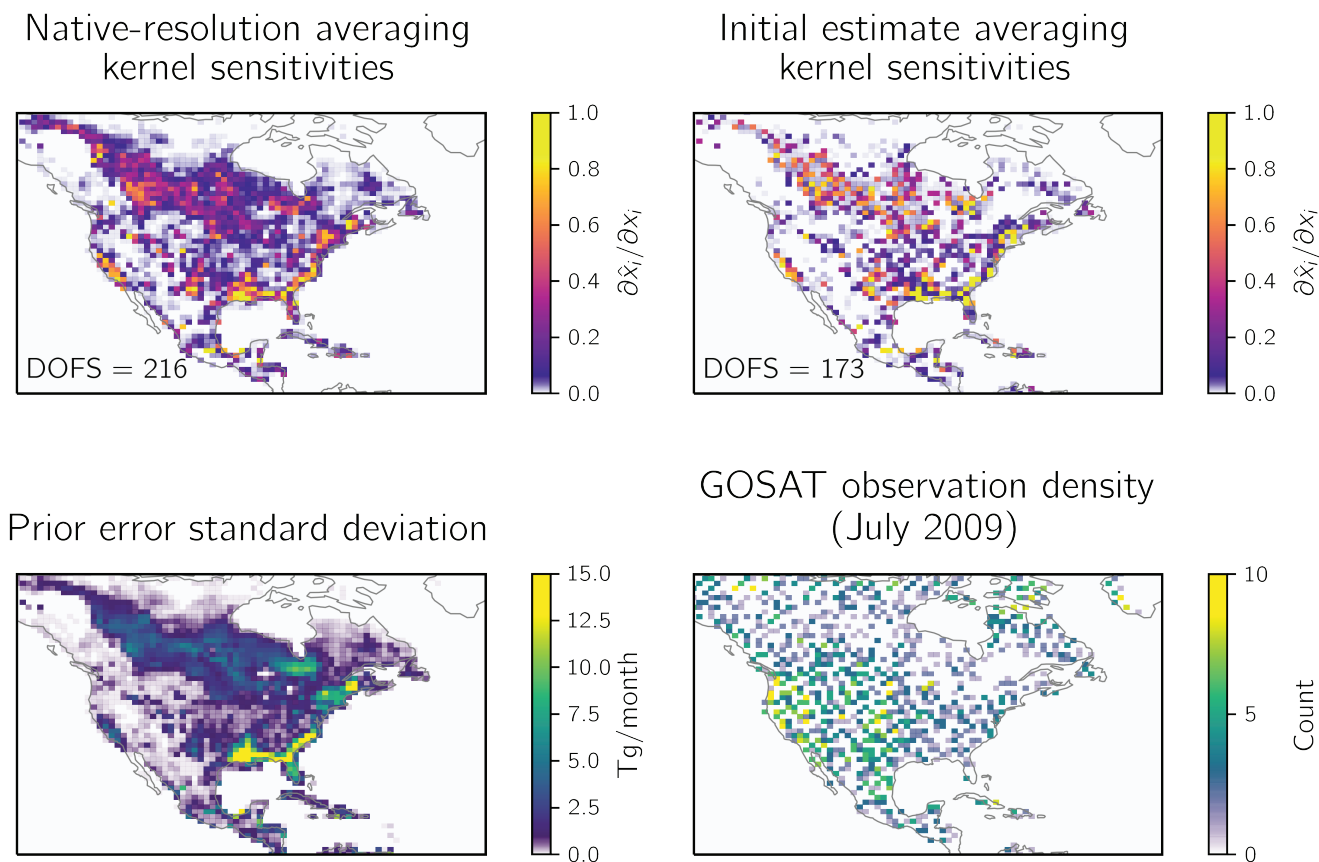 Native-resolution averaging
kernel sensitivities
1.0
0.8
0.6
0.4
0.2
0.0
∂x̂ᵢ/∂xᵢ
DOFS = 216
Initial estimate averaging
kernel sensitivities
1.0
0.8
0.6
0.4
0.2
0.0
∂x̂ᵢ/∂xᵢ
DOFS = 173
Prior error standard deviation
15.0
12.5
10.0
7.5
5.0
2.5
0.0
Tg/month
GOSAT observation density
(July 2009)
10
5
0
Count